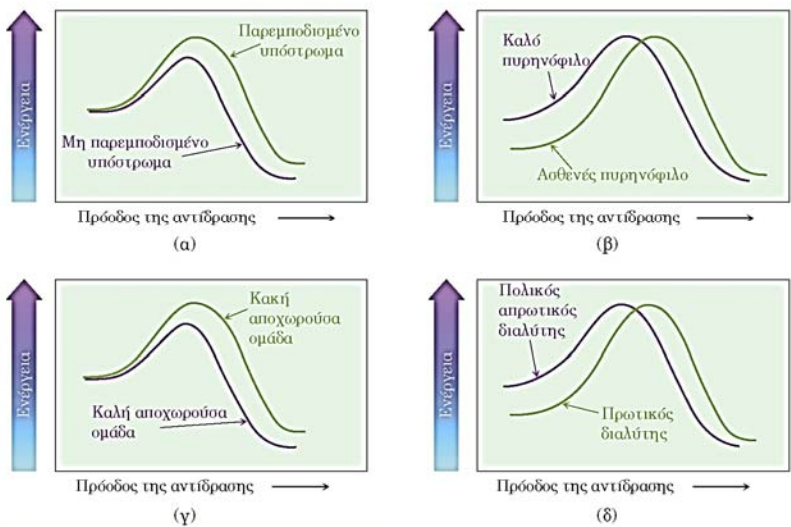 Ενέργεια
Παρεμποδισμένο
υπόστρωμα
Μη παρεμποδισμένο
υπόστρωμα
Πρόοδος της αντίδρασης
(α)
Ενέργεια
Καλό
πυρηνόφιλο
Ασθενές πυρηνόφιλο
Πρόοδος της αντίδρασης
(β)
Ενέργεια
Κακή
αποχωρούσα
ομάδα
Καλή αποχωρούσα
ομάδα
Πρόοδος της αντίδρασης
(γ)
Ενέργεια
Πολικός
απρωτικός
διαλύτης
Πρωτικός
διαλύτης
Πρόοδος της αντίδρασης
(δ)